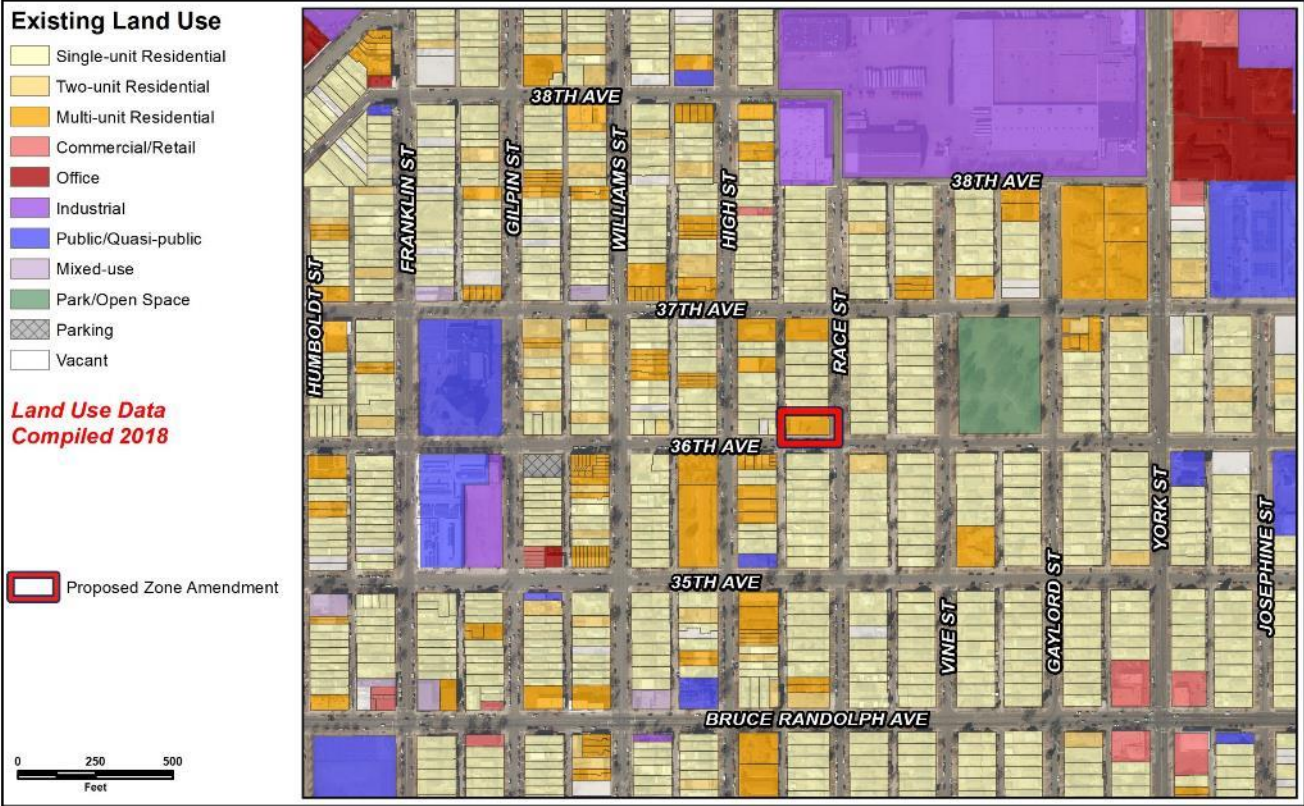 Existing Land Use
Single-unit Residential
Two-unit Residential
Multi-unit Residential
Commercial/Retail
Office
Industrial
Public/Quasi-public
Mixed-use
Park/Open Space
Parking
Vacant
Land Use Data
Compiled 2018
Proposed Zone Amendment
0 250 500
Feet
38TH AVE
38TH AVE
FRANKLIN ST
GILPIN ST
WILLIAMS ST
HIGH ST
HUMBOLDT ST
37TH AVE
RACE ST
36TH AVE
YORK ST
JOSEPHINE ST
35TH AVE
VINE ST
GAYLORD ST
BRUCE RANDOLPH AVE